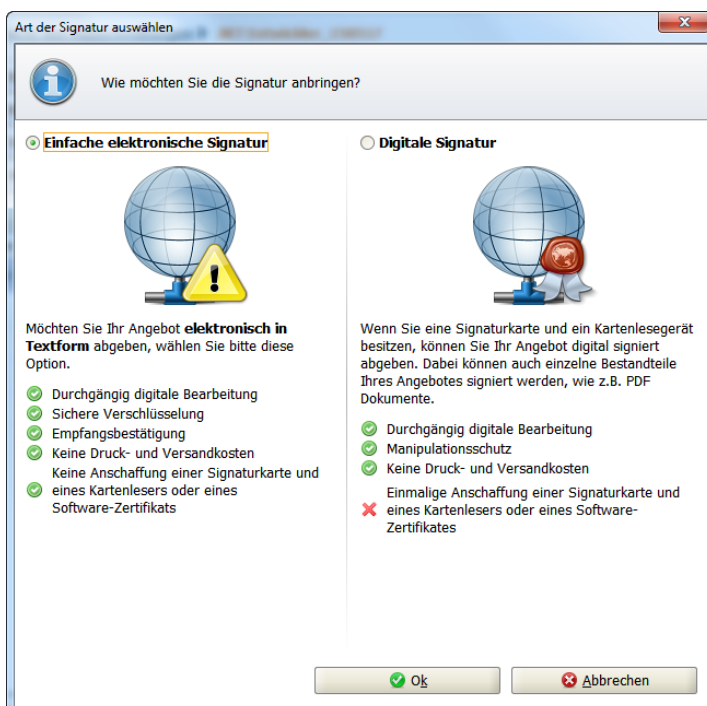 Art der Signatur auswählen
Wie möchten Sie die Signatur anbringen?
Einfache elektronische Signatur
Möchten Sie Ihr Angebot elektronisch in
Textform abgeben, wählen Sie bitte diese
Option.
Durchgängig digitale Bearbeitung
Sichere Verschlüsselung
Empfangsbestätigung
Keine Druck- und Versandkosten
Keine Anschaffung einer Signaturkarte und
eines Kartenlesers oder eines
Software-Zertifikats
Digitale Signatur
Wenn Sie eine Signaturkarte und ein Kartenlesegerät
besitzen, können Sie Ihr Angebot digital signiert
abgeben. Dabei können auch einzelne Bestandteile
Ihres Angebotes signiert werden, wie z.B. PDF
Dokumente.
Durchgängig digitale Bearbeitung
Manipulationsschutz
Keine Druck- und Versandkosten
Einmalige Anschaffung einer Signaturkarte und
eines Kartenlesers oder eines Software-
Zertifikates
Ok
Abbrechen